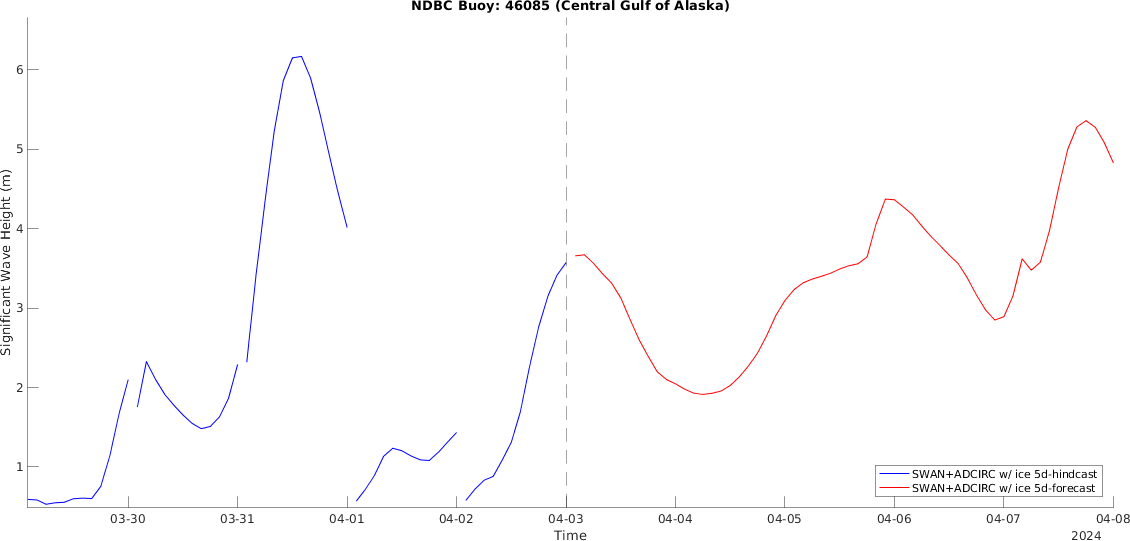 NDBC Buoy: 46085 (Central Gulf of Alaska)
Significant Wave Height (m)
6
5
4
3
2
1
SWAN+ADCIRC w/ ice 5d-hindcast
SWAN+ADCIRC w/ ice 5d-forecast
03-30 03-31 04-01 04-02 04-03 04-04 04-05 04-06 04-07 04-08
Time
2024